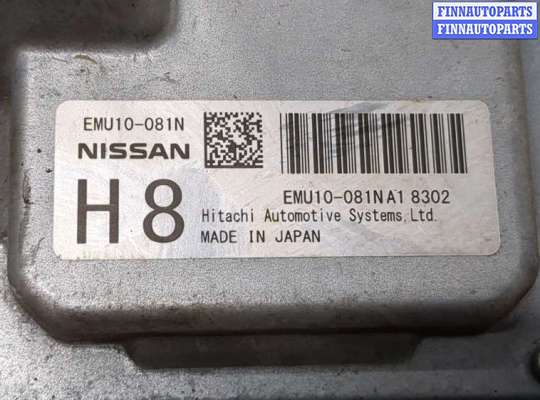 FINNAUTOPARTS
FINNAUTOPARTS
EMU10-081N
NISSAN
H8
EMU10-081NA1 8302
Hitachi Automotive Systems,Ltd.
MADE IN JAPAN